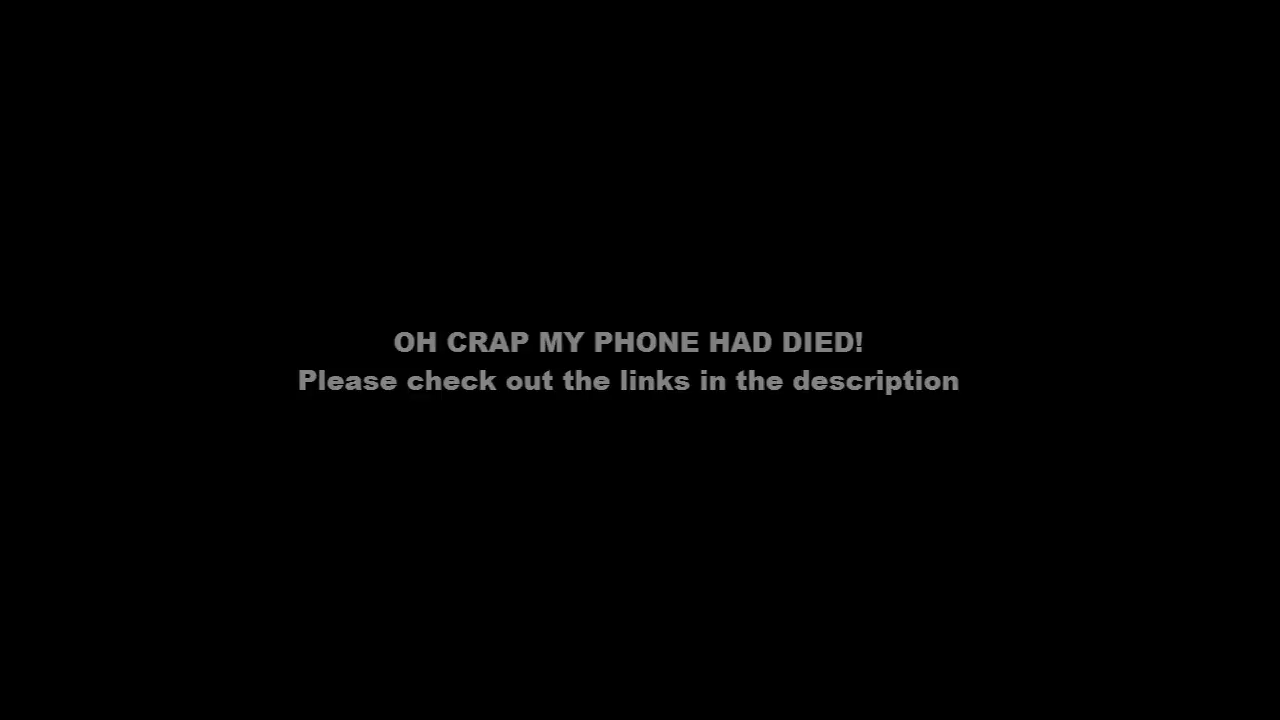 OH CRAP MY PHONE HAD DIED!
Please check out the links in the description